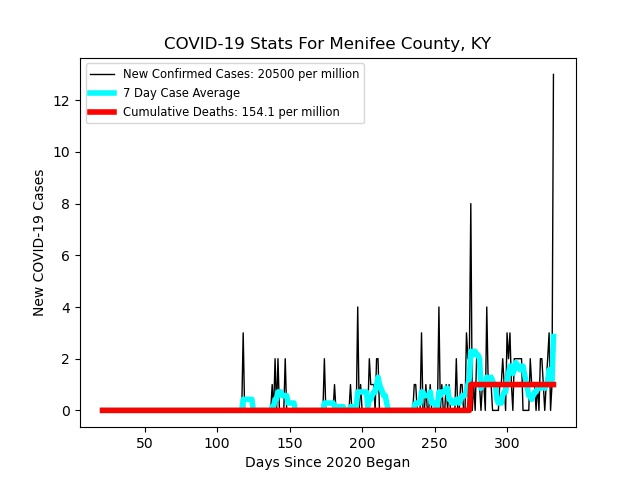 COVID-19 Stats For Menifee County, KY
New Confirmed Cases: 20500 per million
7 Day Case Average
Cumulative Deaths: 154.1 per million
New COVID-19 Cases
12
10
8
6
4
2
0
50 100 150 200 250 300
Days Since 2020 Began